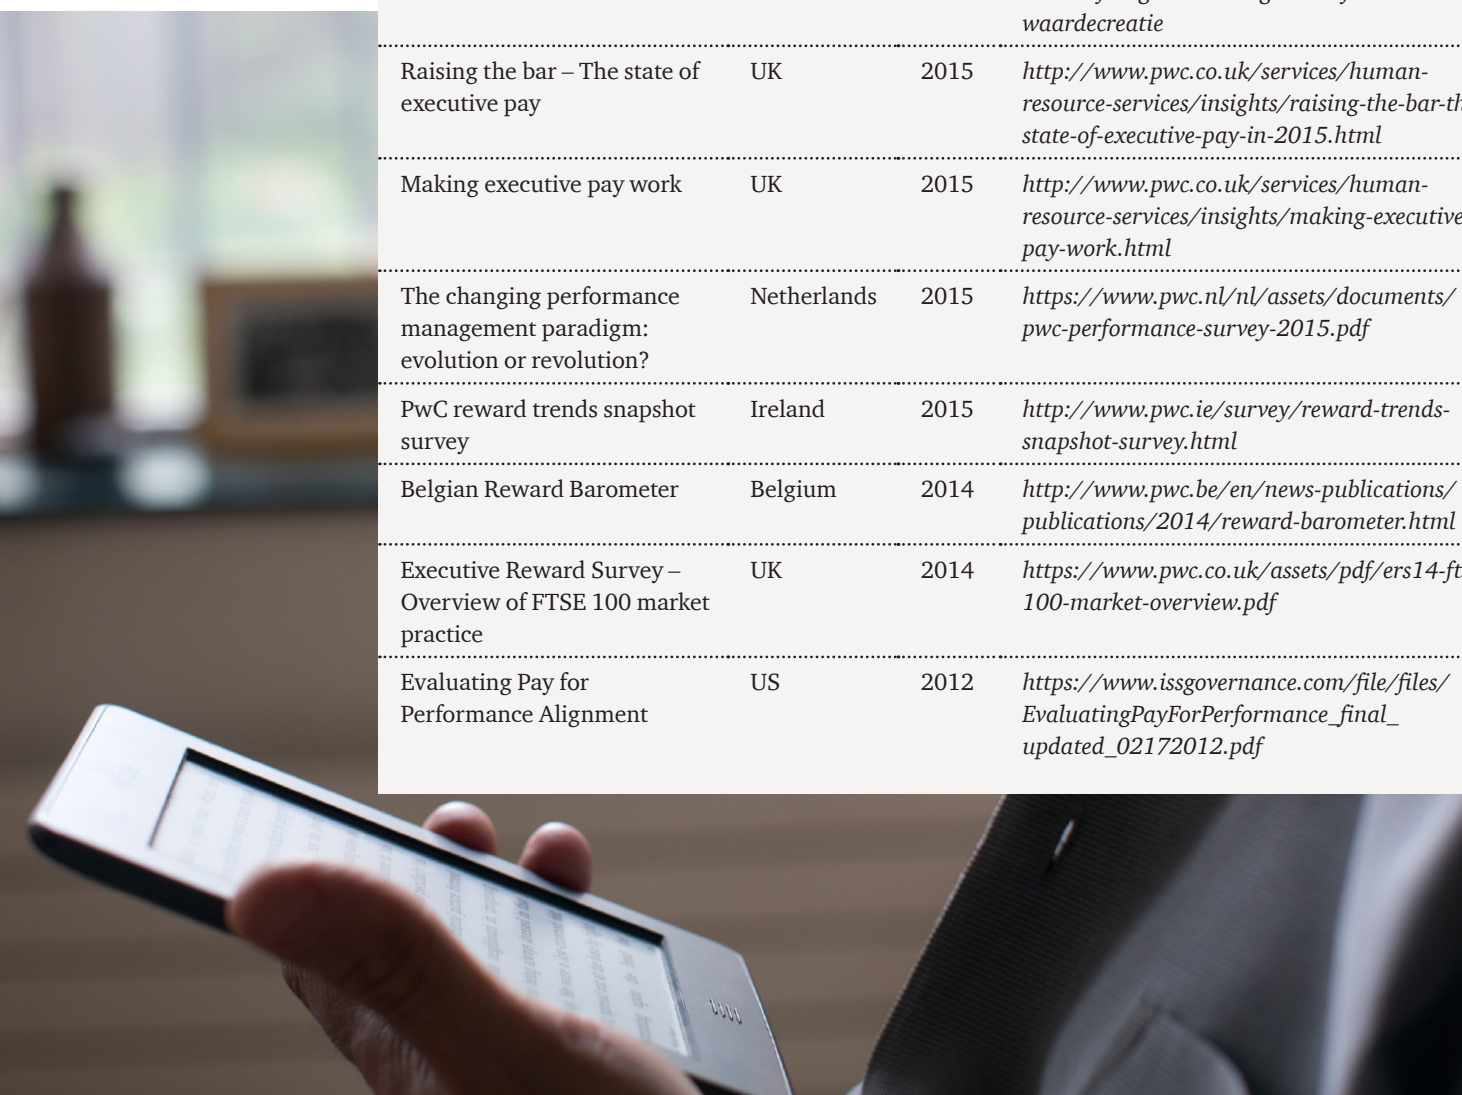 waardecreatie
Raising the bar – The state of
executive pay
UK
2015
http://www.pwc.co.uk/services/human-
resource-services/insights/raising-the-bar-th
state-of-executive-pay-in-2015.html
Making executive pay work
UK
2015
http://www.pwc.co.uk/services/human-
resource-services/insights/making-executive
pay-work.html
The changing performance
management paradigm:
evolution or revolution?
Netherlands
2015
https://www.pwc.nl/nl/assets/documents/
pwc-performance-survey-2015.pdf
PwC reward trends snapshot
survey
Ireland
2015
http://www.pwc.ie/survey/reward-trends-
snapshot-survey.html
Belgian Reward Barometer
Belgium
2014
http://www.pwc.be/en/news-publications/
publications/2014/reward-barometer.html
Executive Reward Survey –
Overview of FTSE 100 market
practice
UK
2014
https://www.pwc.co.uk/assets/pdf/ers14-ft
100-market-overview.pdf
Evaluating Pay for
Performance Alignment
US
2012
https://www.issgovernance.com/file/files/
EvaluatingPayForPerformance_final_
updated_02172012.pdf